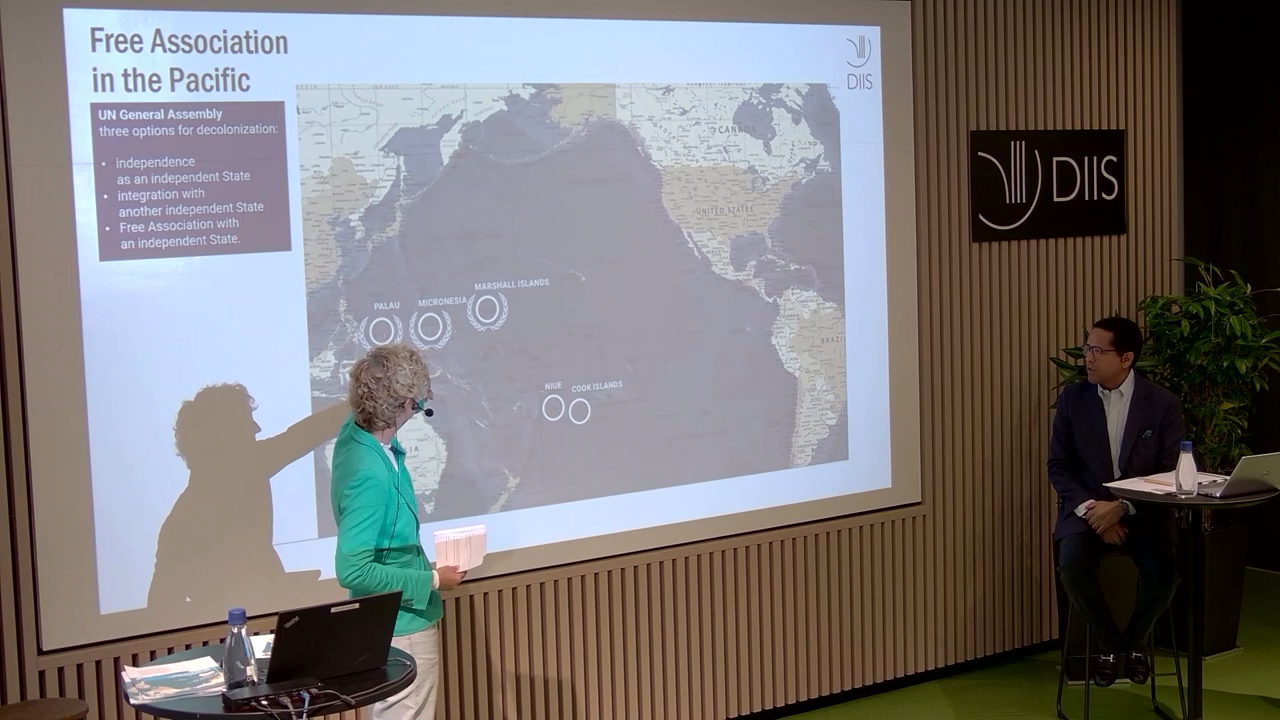 Free Association
in the Pacific
DIIS
UN General Assembly
three options for decolonization:
• independence
as an independent State
• integration with
another independent State
• Free Association with
an independent State.
CANADA
UNITED STATES
MARSHALL ISLANDS
PALAU
MICRONESIA
BRAZIL
NIUE
COOK ISLANDS
DIIS
ThinkPad